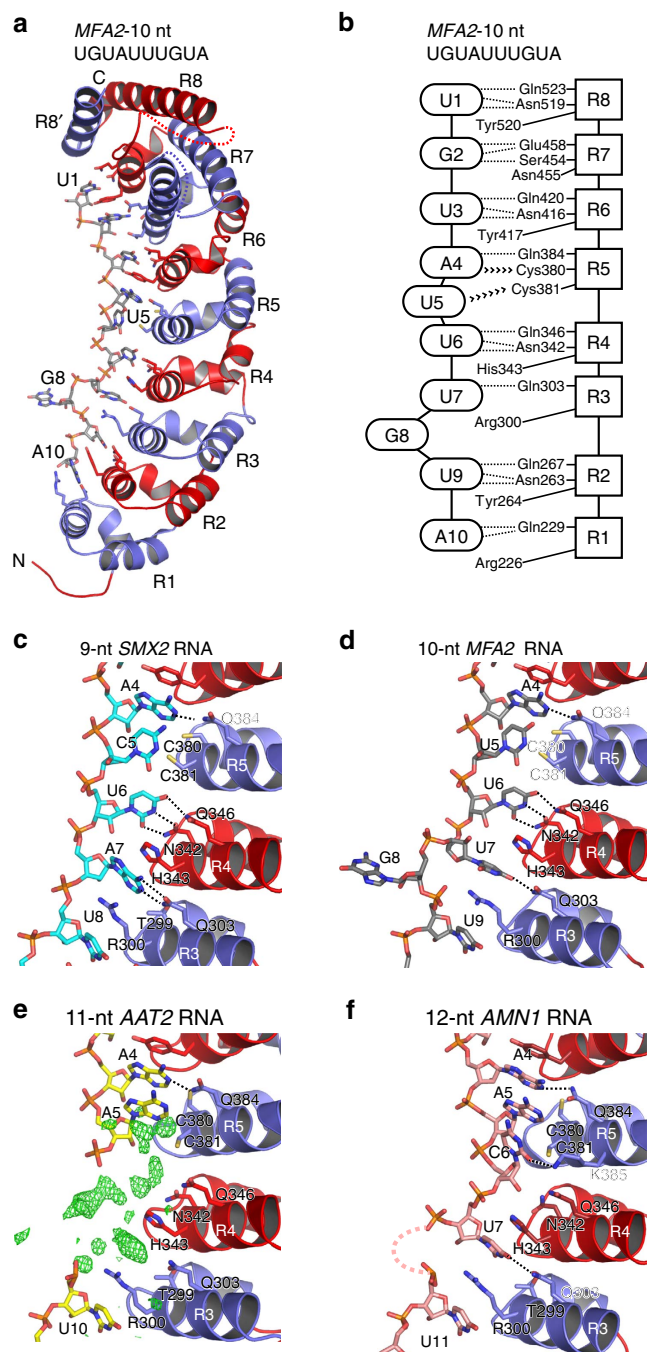 a
MFA2-10 nt
UGUAUUUGUA
C
R8
R8′
R7
U1
R6
R5
U5
R4
G8
R3
A10
R2
N
R1
b
MFA2-10 nt
UGUAUUUGUA
U1
Gln523
Asn519
Tyr520
R8
G2
Glu458
Ser454
Asn455
R7
U3
Gln420
Asn416
Tyr417
R6
A4
Gln384
Cys380
R5
U5
Cys381
U6
Gln346
Asn342
His343
R4
U7
Gln303
Arg300
R3
G8
U9
Gln267
Asn263
Tyr264
R2
A10
Gln229
Arg226
R1
c
9-nt SMX2 RNA
A4
Q384
C5
C380
C381
R5
U6
Q346
N342
R4
A7
H343
U8
R300
T299
Q303
R3
d
10-nt MFA2 RNA
A4
Q384
U5
C380
C381
R5
U6
Q346
N342
R4
G8
U7
H343
Q303
R300
R3
U9
e
11-nt AAT2 RNA
A4
Q384
A5
C380
C381
R5
Q346
N342
R4
H343
Q303
T299
R300
R3
U10
f
12-nt AMN1 RNA
A4
A5
Q384
C380
R5
C381
C6
K385
Q346
U7
N342
R4
H343
Q303
T299
R300
R3
U11